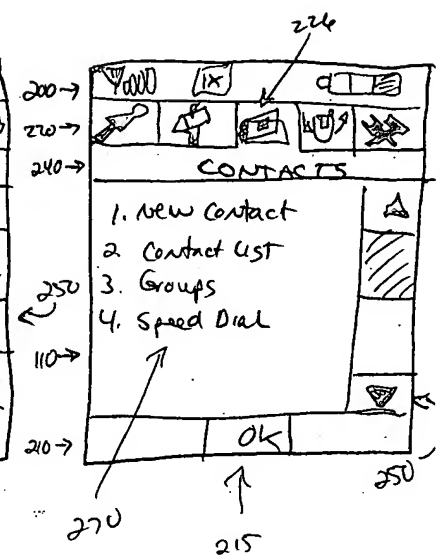 226
200→ 1X
220→
240→ CONTACTS
1. New Contact
2 Contact List
250 3. Groups
4. Speed Dial
110→
210→ OK
250
270
215